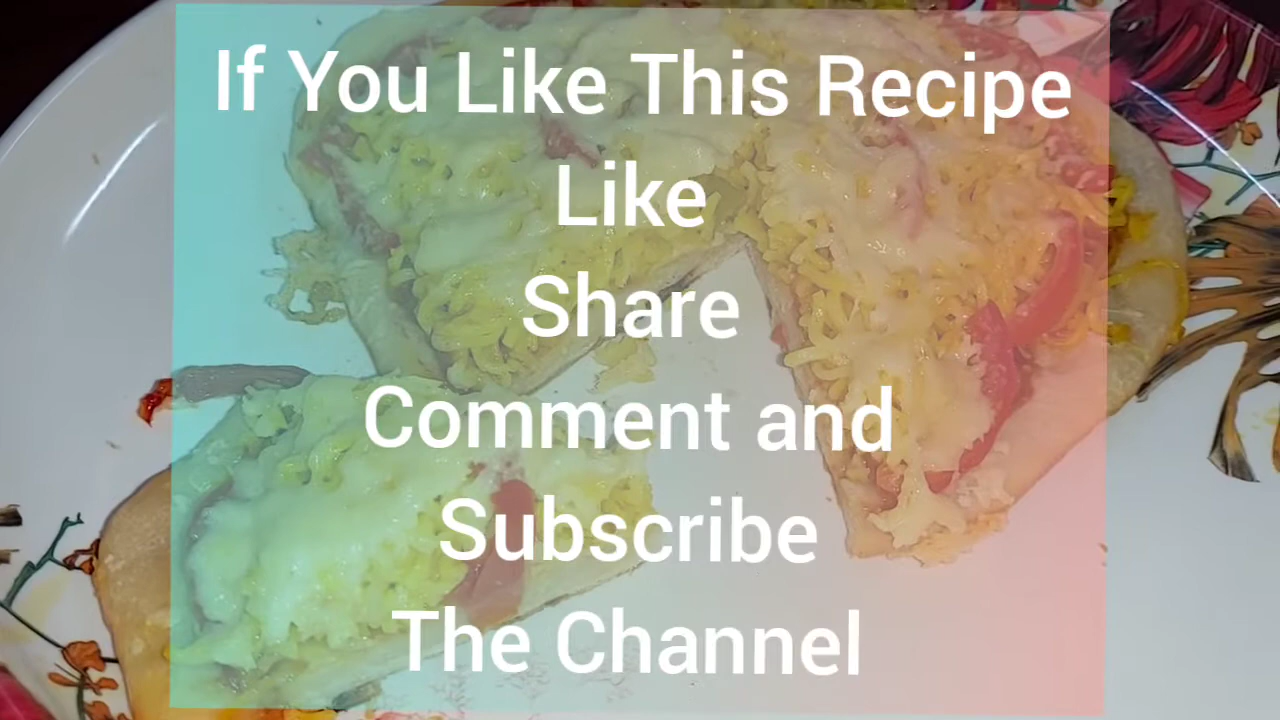 If You Like This Recipe
Like
Share
Comment and
Subscribe
The Channel